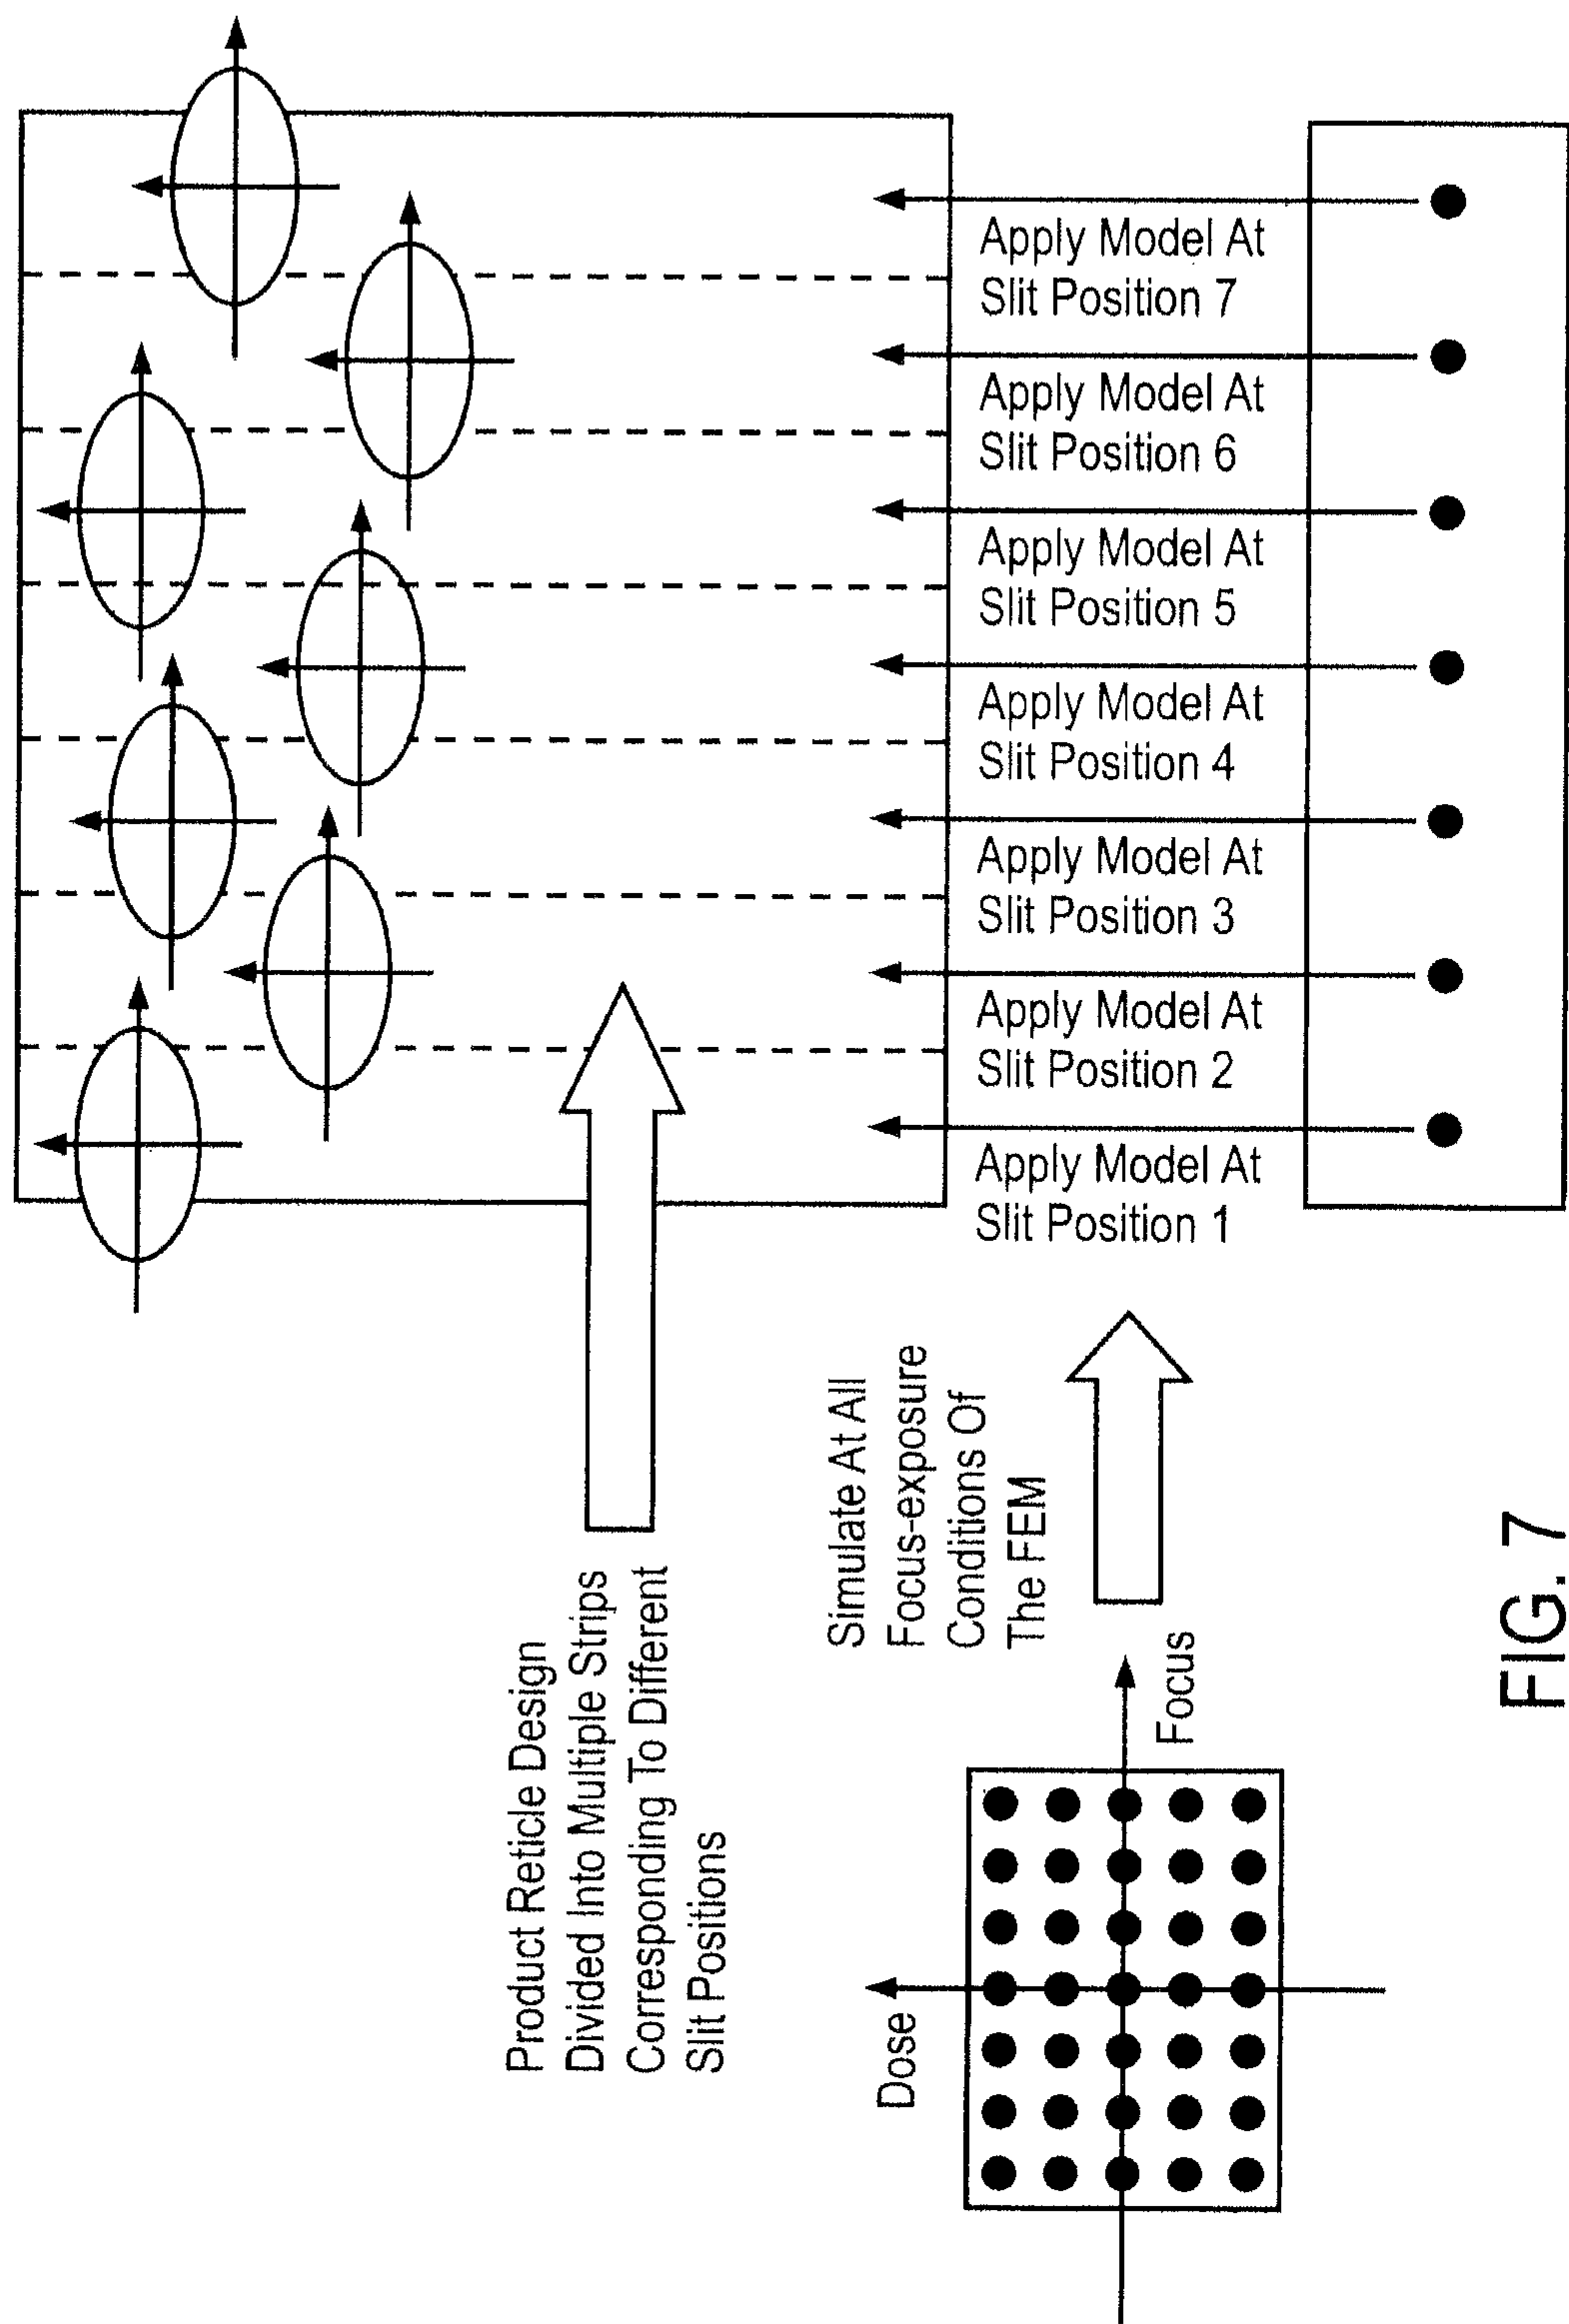 Product Reticle Design
Divided Into Multiple Strips
Corresponding To Different
Slit Positions
Simulate At All
Focus-exposure
Conditions Of
The FEM
Dose
Focus
Apply Model At
Slit Position 1
Apply Model At
Slit Position 2
Apply Model At
Slit Position 3
Apply Model At
Slit Position 4
Apply Model At
Slit Position 5
Apply Model At
Slit Position 6
Apply Model At
Slit Position 7
FIG. 7